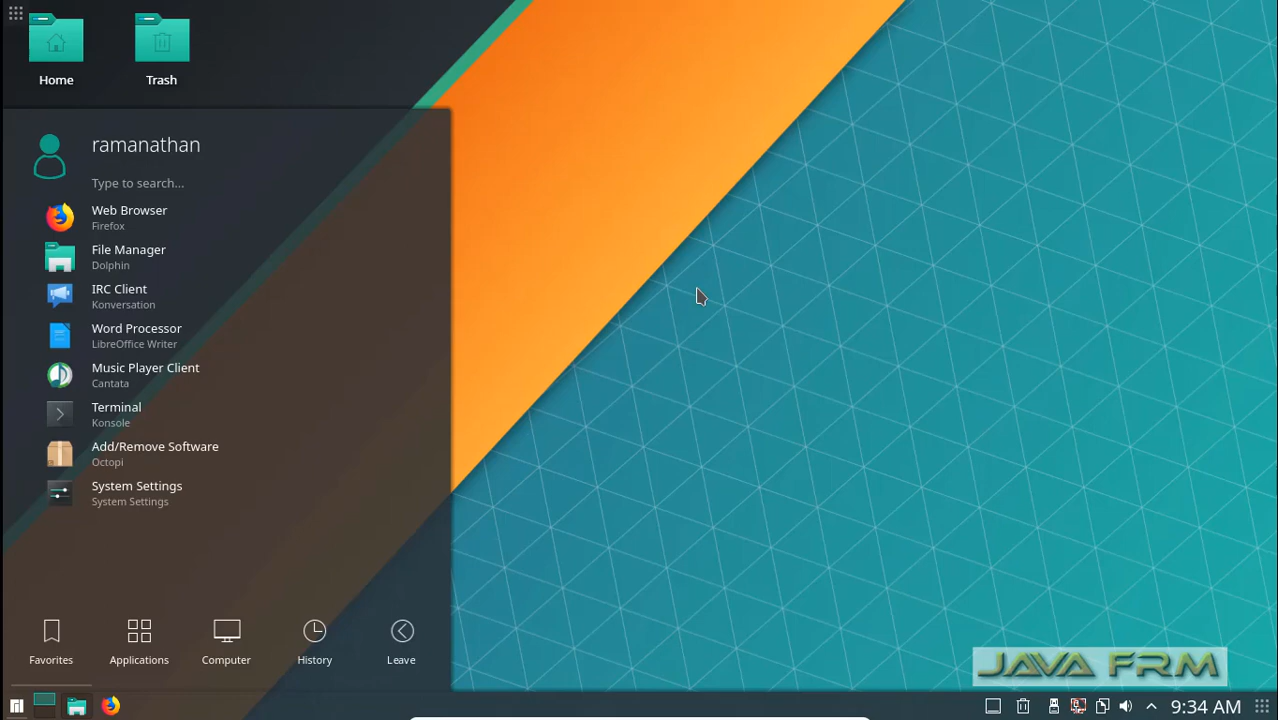 Home
Trash
ramanathan
Type to search...
Web Browser
Firefox
File Manager
Dolphin
IRC Client
Konversation
Word Processor
LibreOffice Writer
Music Player Client
Cantata
Terminal
Konsole
Add/Remove Software
Octopi
System Settings
System Settings
Favorites
Applications
Computer
History
Leave
JAVA FRM
9:34 AM